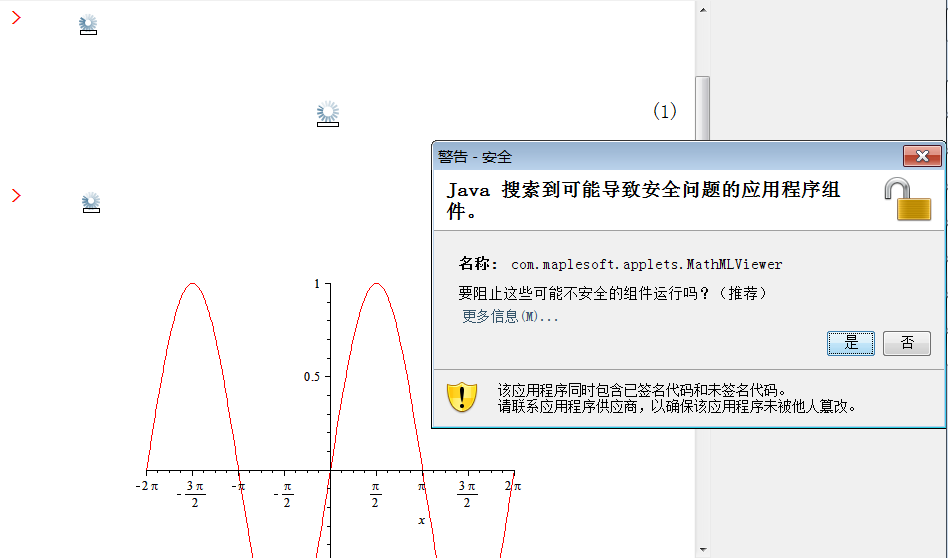 >
(1)
警告 - 安全
Java 搜索到可能导致安全问题的应用程序组
件。
名称: com.maplesoft.applets.MathMLViewer
要阻止这些可能不安全的组件运行吗？（推荐）
更多信息(M)...
是 否
该应用程序同时包含已签名代码和未签名代码。
请联系应用程序供应商，以确保该应用程序未被他人篡改。
>
1
0.5
-2π -3π/2 -π -π/2 π/2 π 3π/2 2π
x